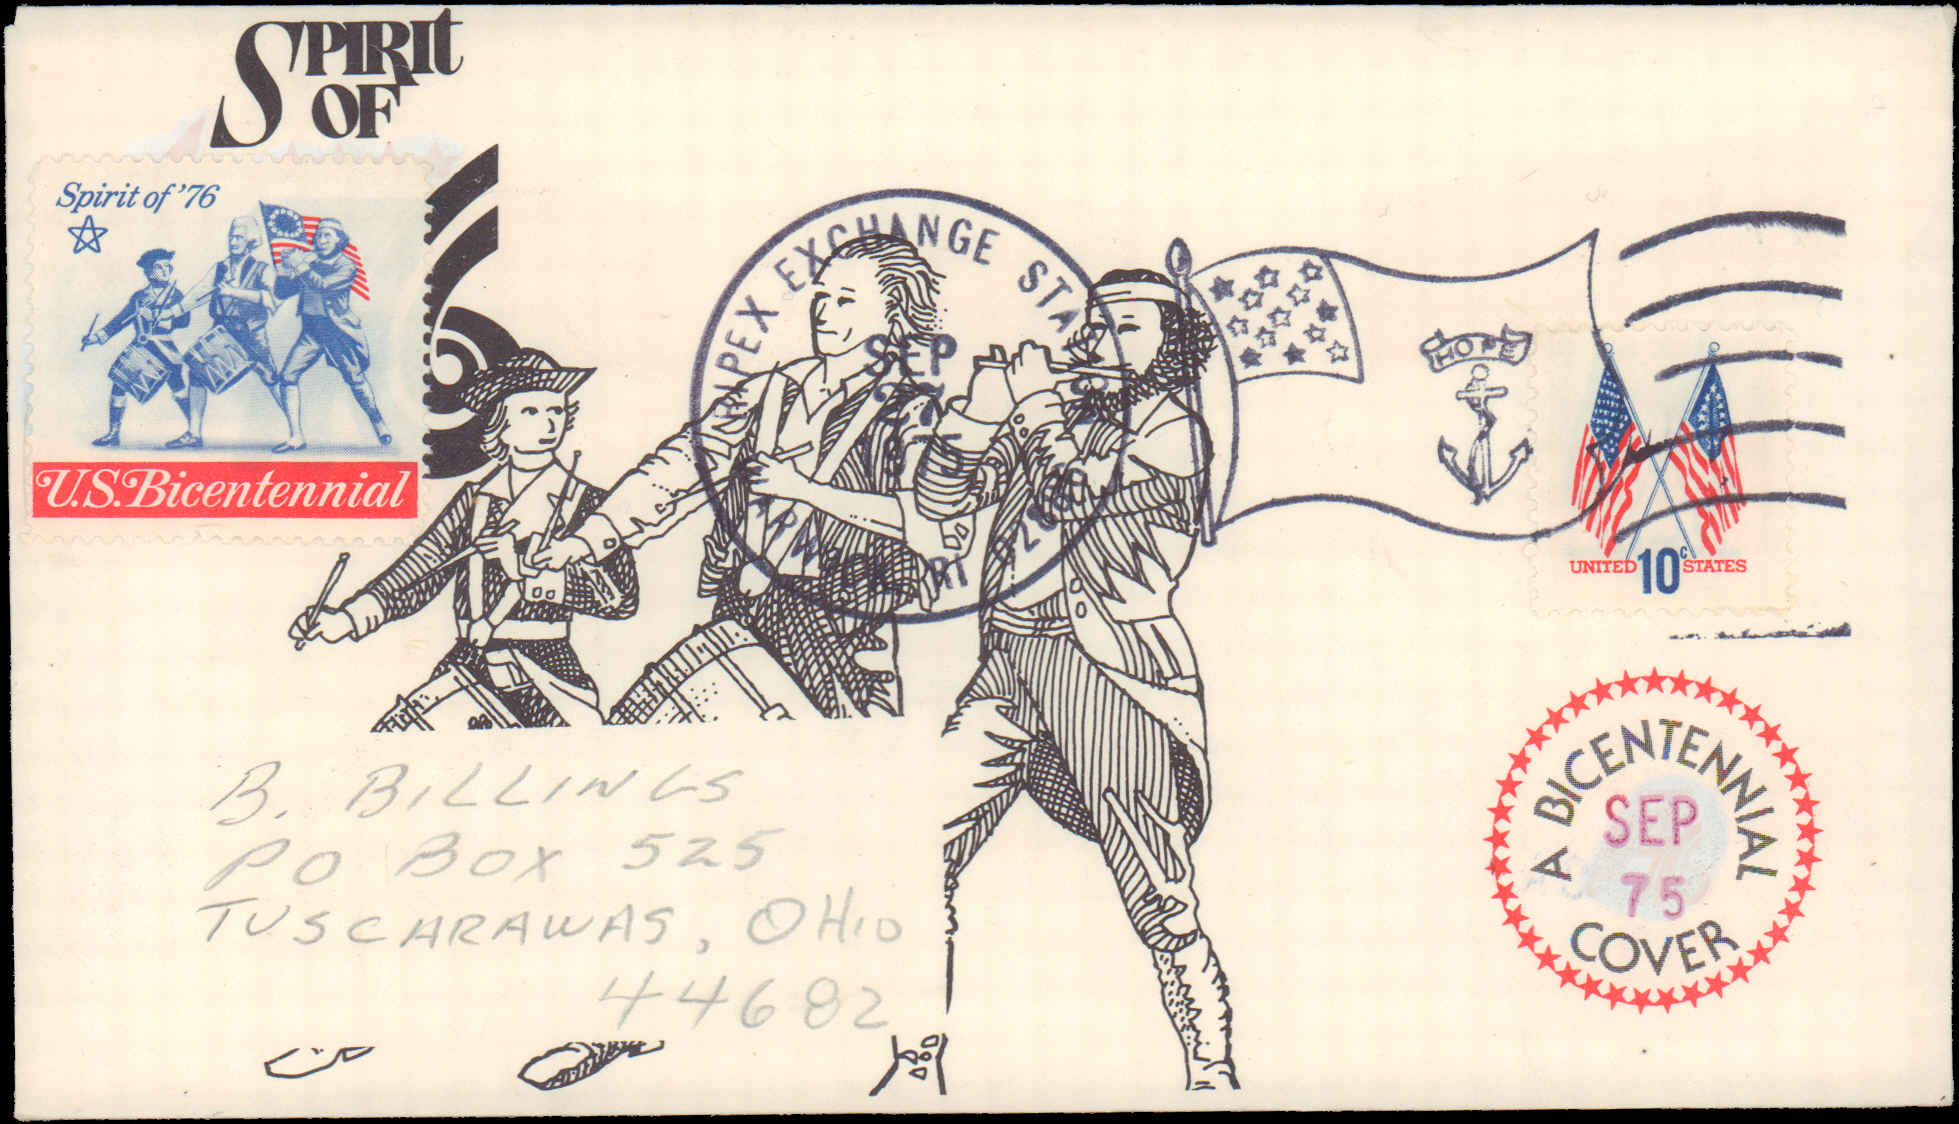 SPIRIt
OF
Spirit of '76
U.S. Bicentennial
EXCHANGE STA
SEP
27
HOPE
UNITED 10c STATES
A BICENTENNIAL
SEP
75
COVER
B. BILLINGS
PO BOX 525
TUSCARAWAS, OHIO
44682